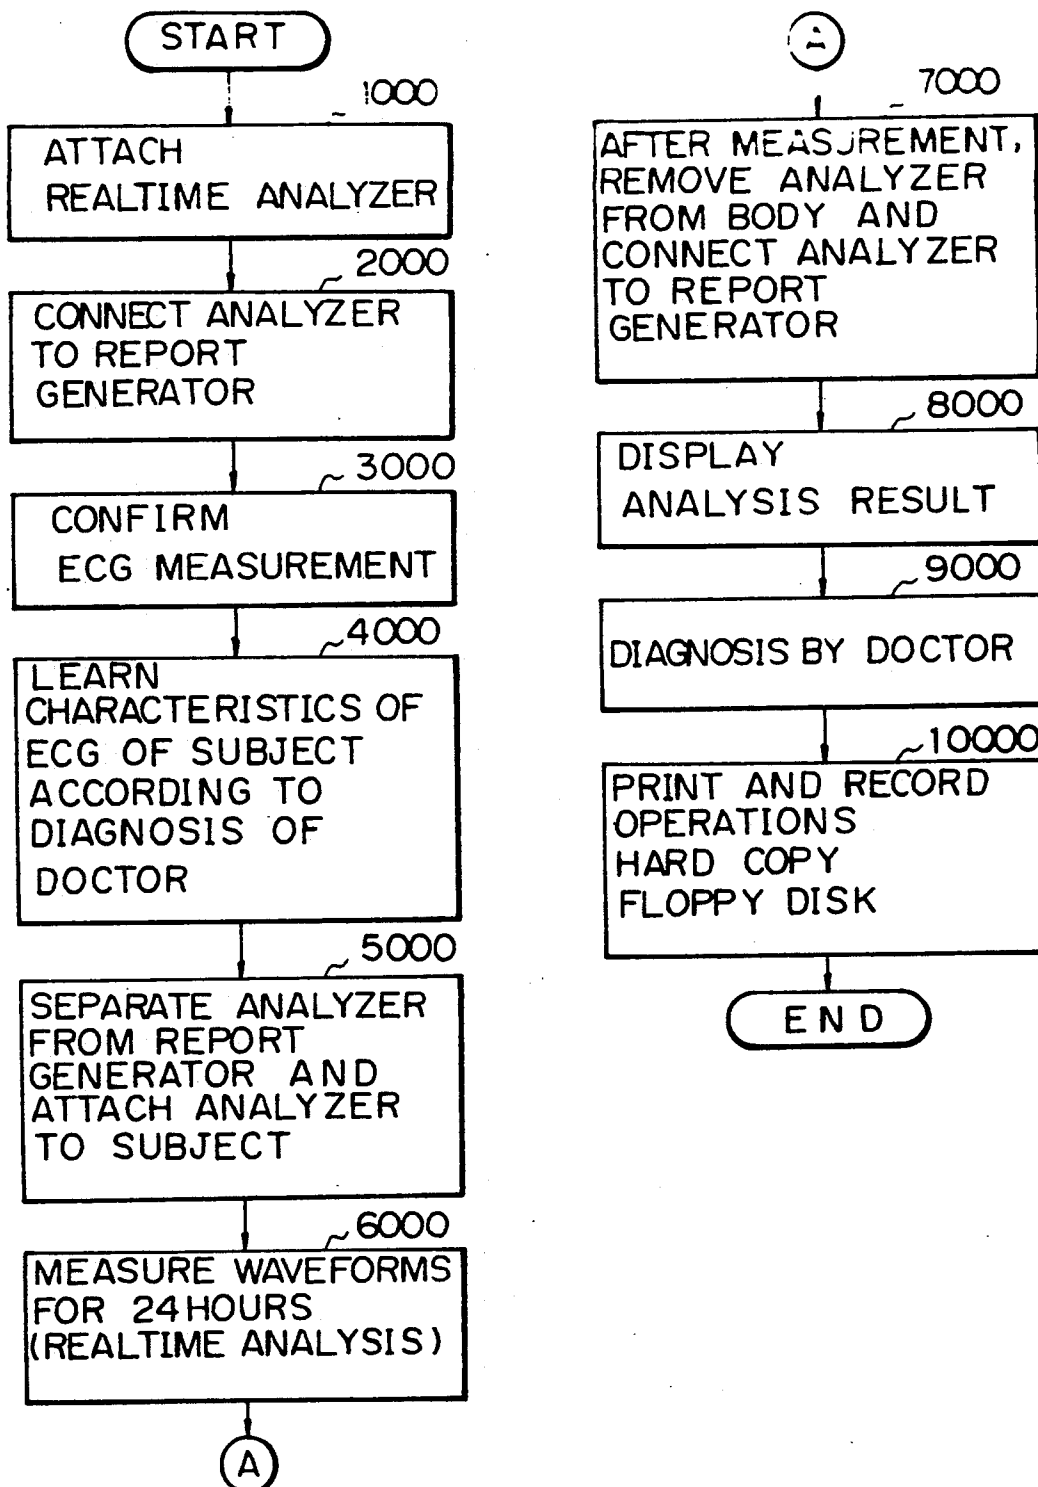 START
1000
ATTACH
REALTIME ANALYZER
2000
CONNECT ANALYZER
TO REPORT
GENERATOR
3000
CONFIRM
ECG MEASUREMENT
4000
LEARN
CHARACTERISTICS OF
ECG OF SUBJECT
ACCORDING TO
DIAGNOSIS OF
DOCTOR
5000
SEPARATE ANALYZER
FROM REPORT
GENERATOR AND
ATTACH ANALYZER
TO SUBJECT
6000
MEASURE WAVEFORMS
FOR 24 HOURS
(REALTIME ANALYSIS)
A
A
7000
AFTER MEASUREMENT,
REMOVE ANALYZER
FROM BODY AND
CONNECT ANALYZER
TO REPORT
GENERATOR
8000
DISPLAY
ANALYSIS RESULT
9000
DIAGNOSIS BY DOCTOR
10000
PRINT AND RECORD
OPERATIONS
HARD COPY
FLOPPY DISK
END